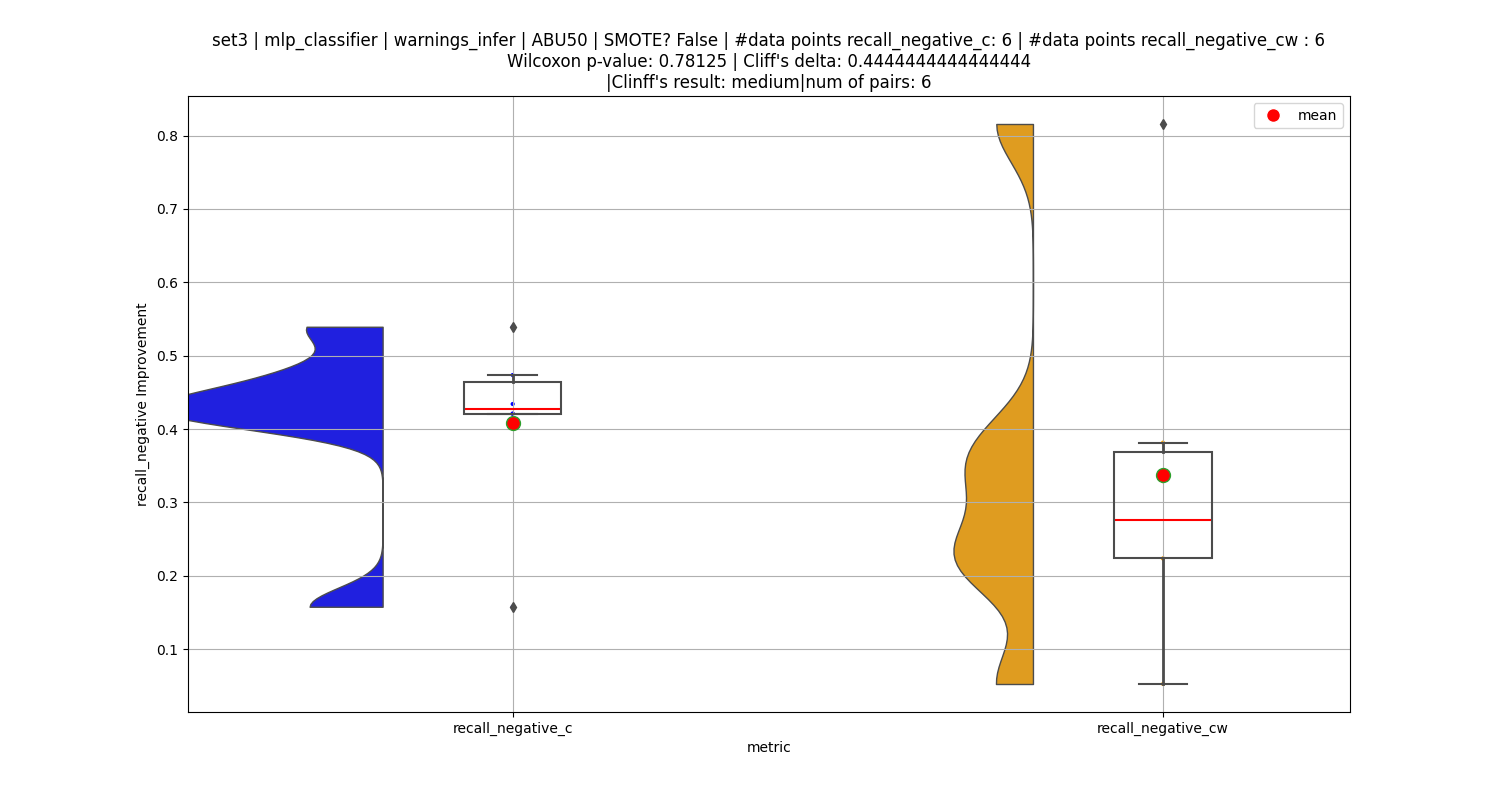 set3 | mlp_classifier | warnings_infer | ABU50 | SMOTE? False | #data points recall_negative_c: 6 | #data points recall_negative_cw : 6
Wilcoxon p-value: 0.78125 | Cliff's delta: 0.4444444444444444
|Clinff's result: medium|num of pairs: 6
mean
0.8
0.7
0.6
0.5
0.4
0.3
0.2
0.1
recall_negative Improvement
recall_negative_c
recall_negative_cw
metric